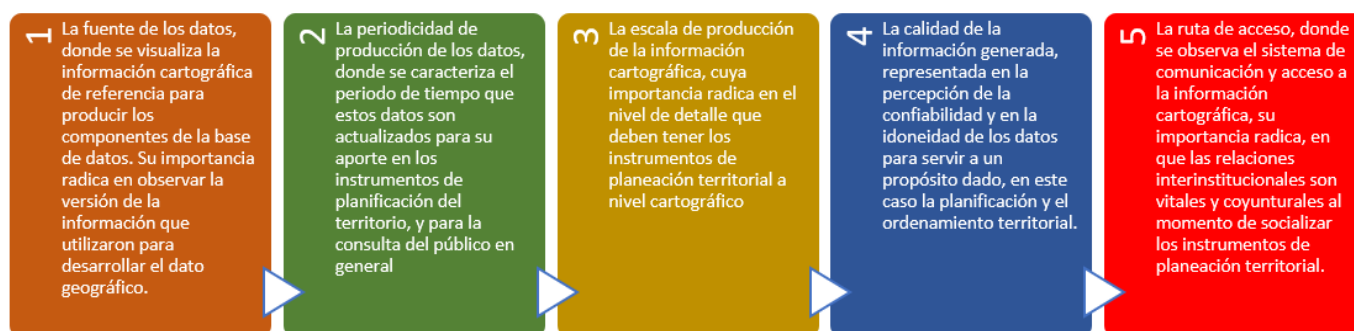 1
La fuente de los datos,
donde se visualiza la
información cartográfica
de referencia para
producir los
componentes de la base
de datos. Su importancia
radica en observar la
versión de la
información que
utilizaron para
desarrollar el dato
geográfico.
2
La periodicidad de
producción de los datos,
donde se caracteriza el
periodo de tiempo que
estos datos son
actualizados para su
aporte en los
instrumentos de
planificación del
territorio, y para la
consulta del público en
general
3
La escala de producción
de la información
cartográfica, cuya
importancia radica en el
nivel de detalle que
deben tener los
instrumentos de
planeación territorial a
nivel cartográfico
4
La calidad de la
información generada,
representada en la
percepción de la
confiabilidad y en la
idoneidad de los datos
para servir a un
propósito dado, en este
caso la planificación y el
ordenamiento territorial.
5
La ruta de acceso, donde
se observa el sistema de
comunicación y acceso a
la información
cartográfica, su
importancia radica, en
que las relaciones
interinstitucionales son
vitales y coyunturales al
momento de socializar
los instrumentos de
planeación territorial.